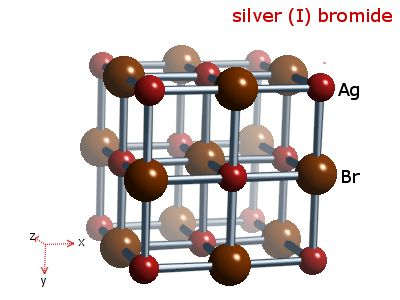 silver (I) bromide
Ag
Br
z
x
y